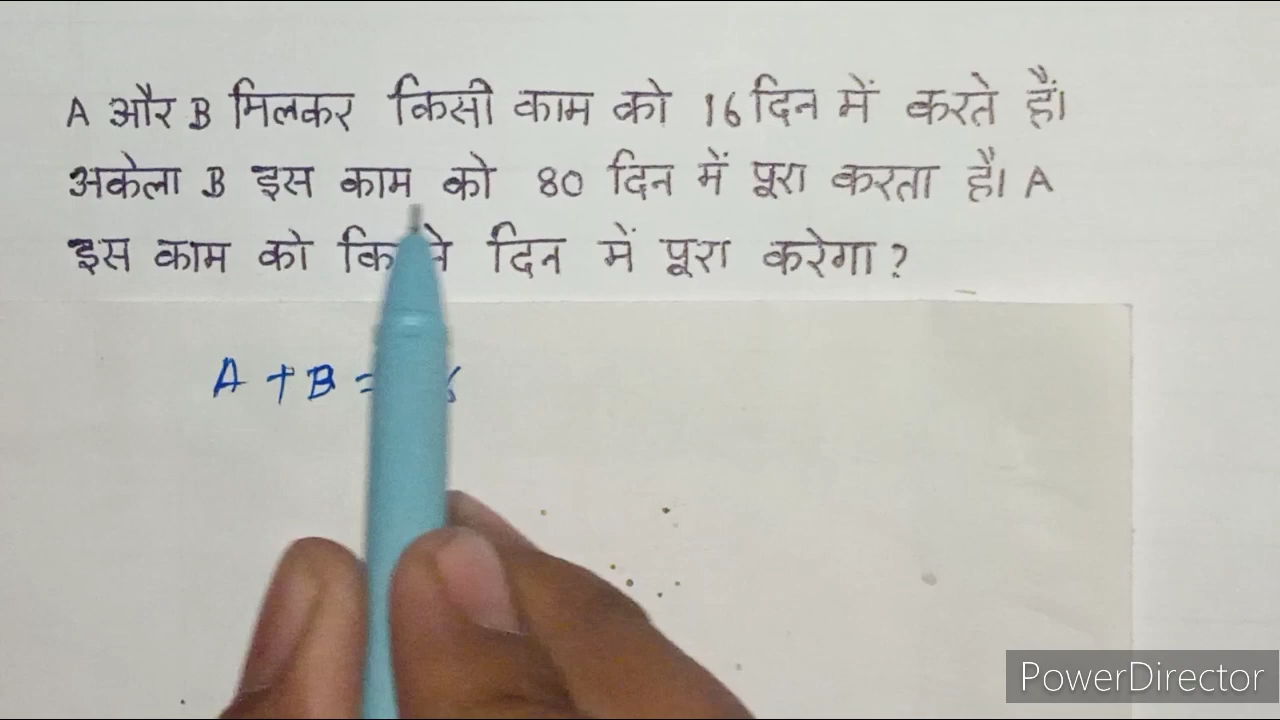 A और B मिलकर किसी काम को 16 दिन में करते हैं।
अकेला B इस काम को 80 दिन में पूरा करता है। A
इस काम को दिन में पूरा करेगा?
A + B =
PowerDirector